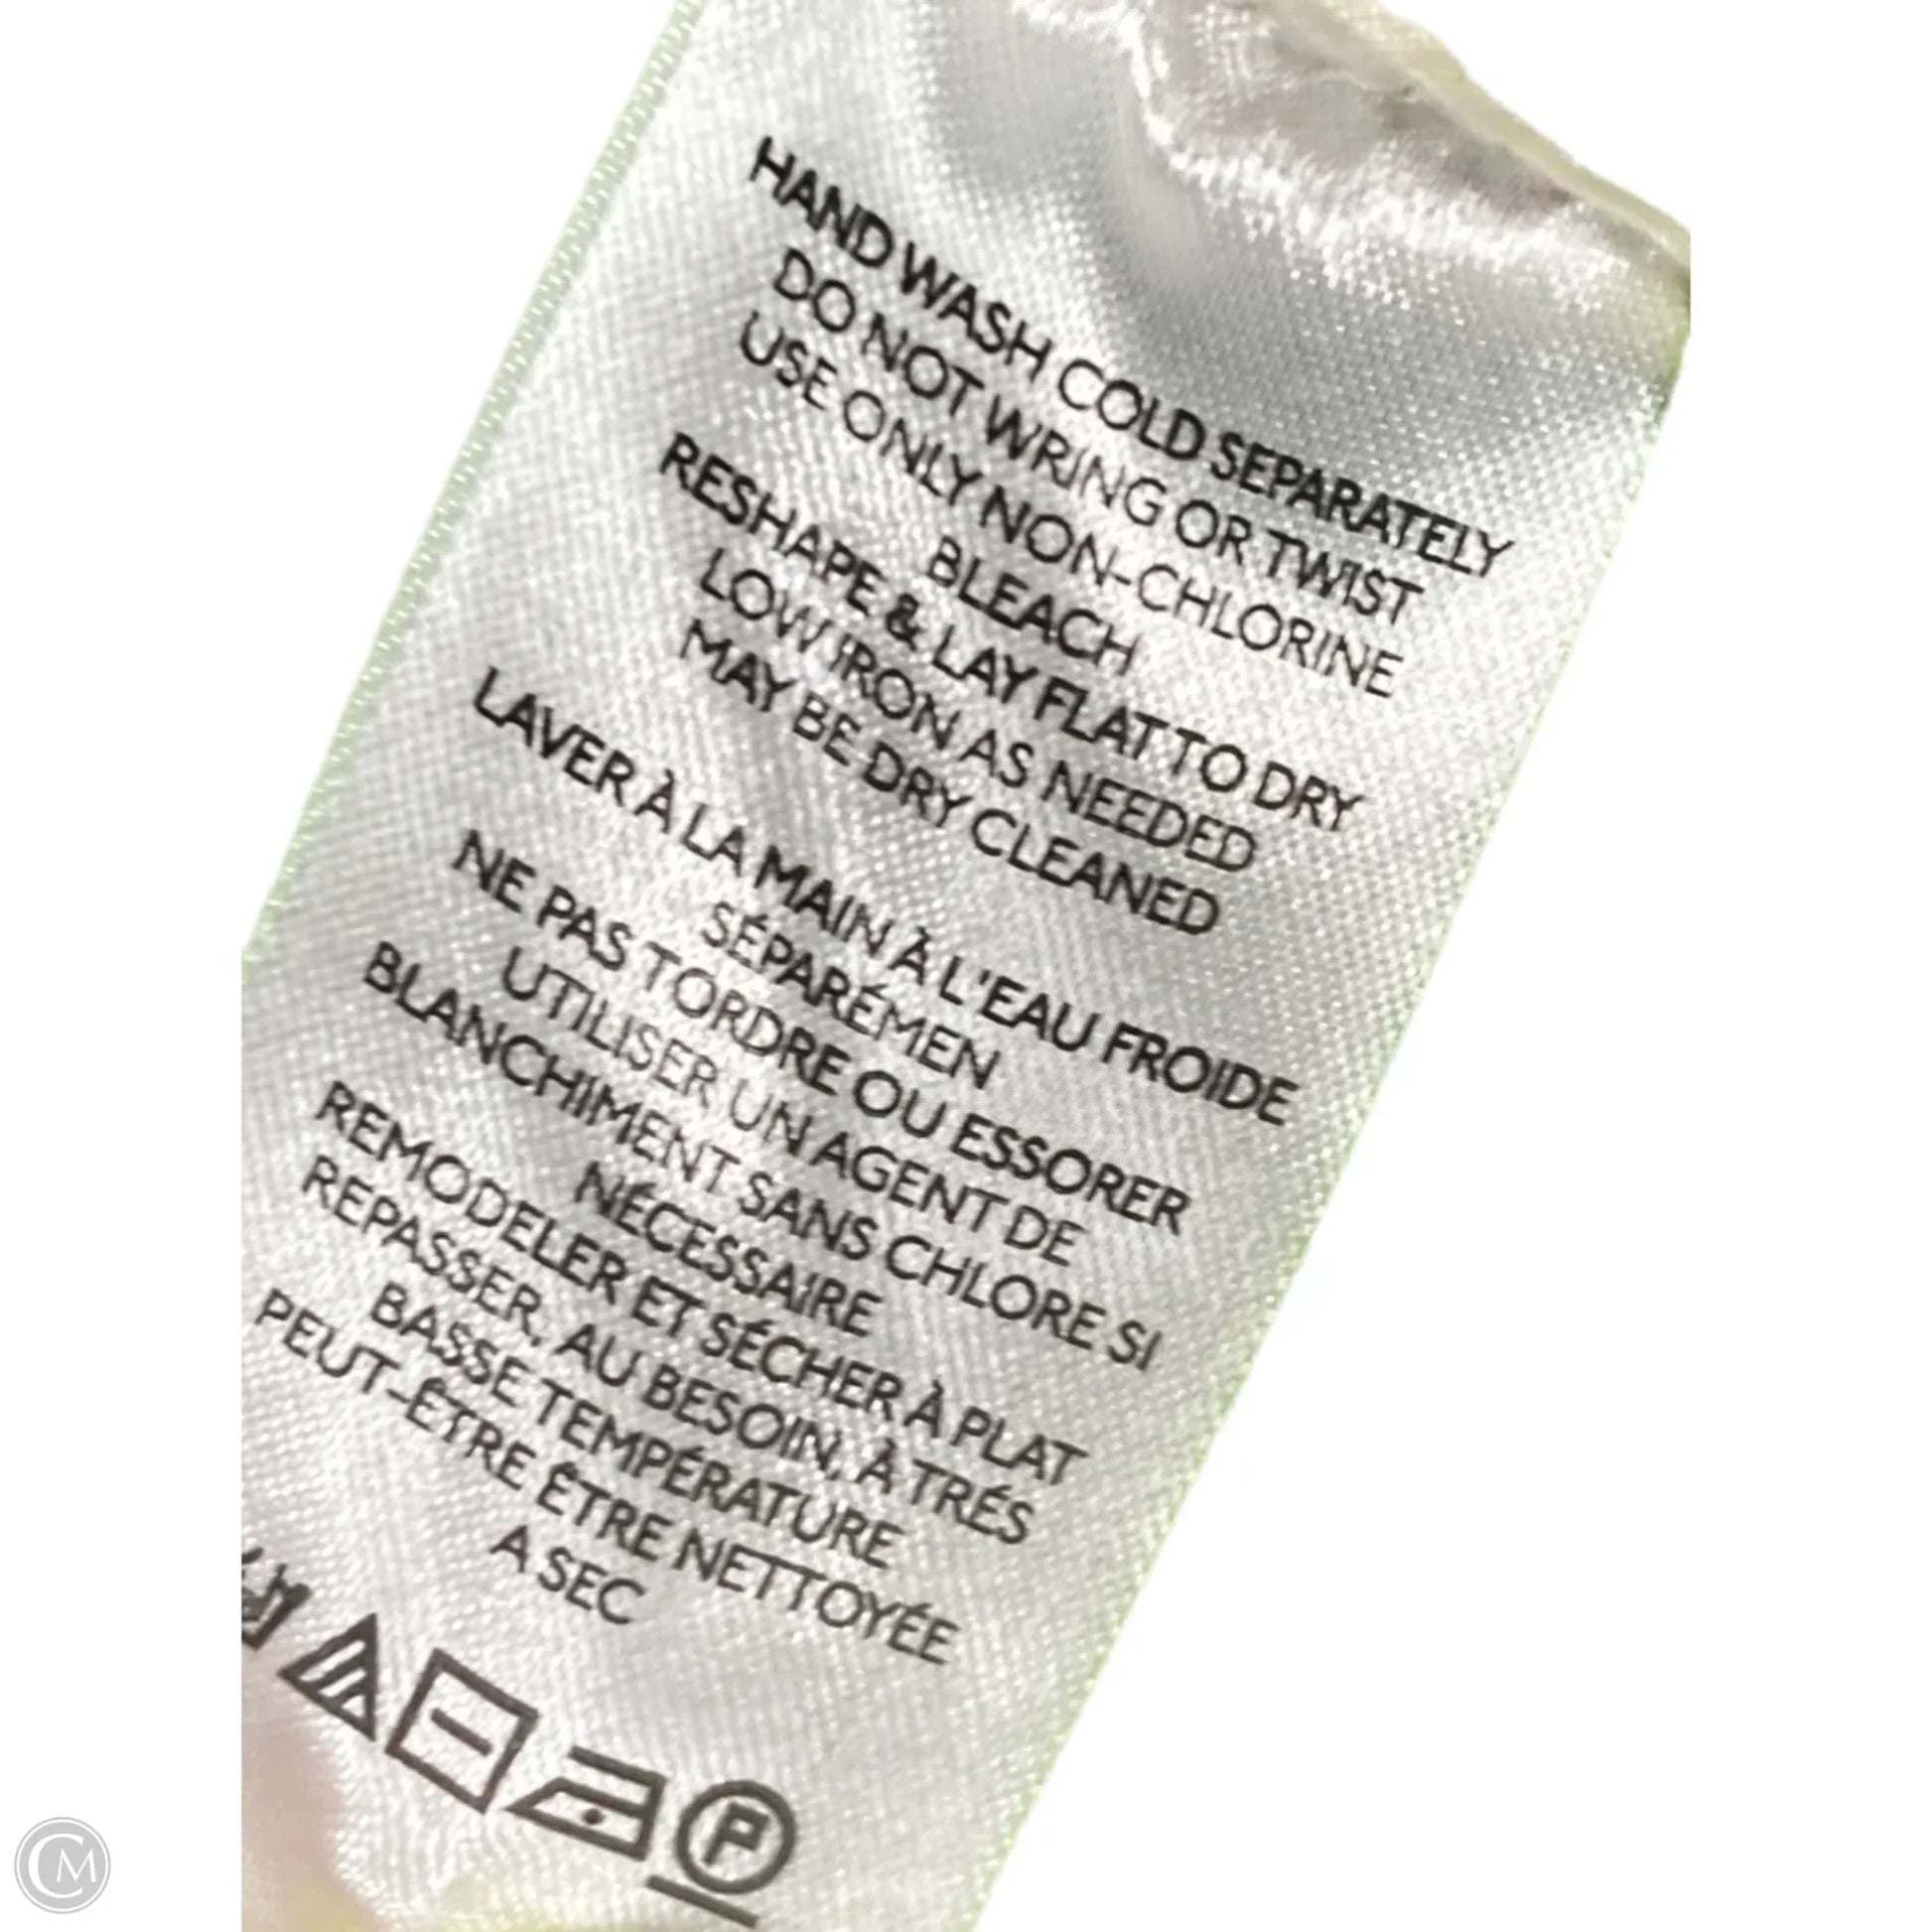 HAND WASH COLD SEPARATELY
DO NOT WRING OR TWIST
USE ONLY NON-CHLORINE
BLEACH
RESHAPE & LAY FLAT TO DRY
LOW IRON AS NEEDED
MAY BE DRY CLEANED
LAVER À LA MAIN À L'EAU FROIDE
SÉPARÉMEN
NE PAS TORDRE OU ESSORER
UTILISER UN AGENT DE
BLANCHIMENT SANS CHLORE SI
NÉCESSAIRE
REMODELER ET SÉCHER À PLAT
REPASSER, AU BESOIN, À TRÉS
BASSE TEMPÉRATURE
PEUT-ÊTRE ÊTRE NETTOYÉE
A SEC
P
CM